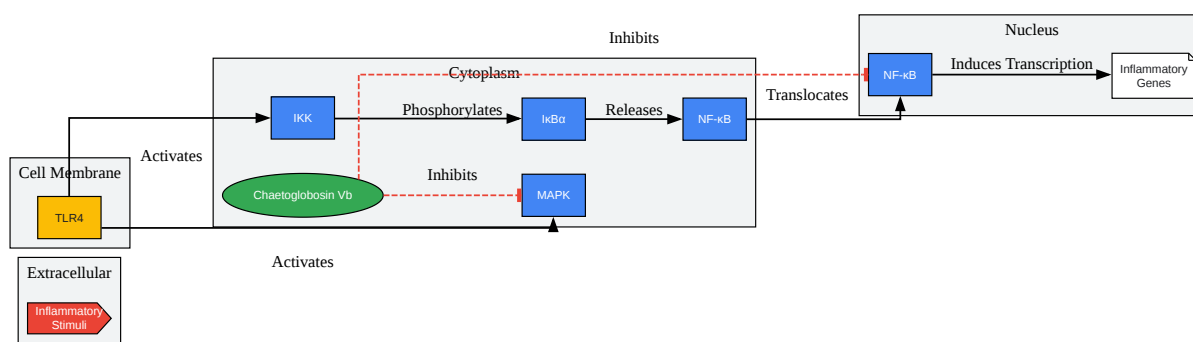 Inhibits
Nucleus
Cytoplasm
NF-κB
Induces Transcription
Inflammatory
Genes
Translocates
IKK
Phosphorylates
IκBα
Releases
NF-κB
Activates
Cell Membrane
TLR4
Chaetoglobosin Vb
Inhibits
MAPK
Activates
Extracellular
Inflammatory
Stimuli